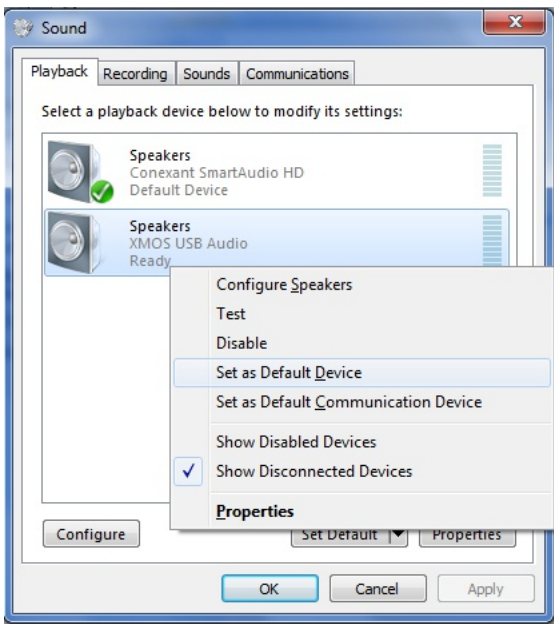 Sound
Playback Recording Sounds Communications
Select a playback device below to modify its settings:
Speakers
Conexant SmartAudio HD
Default Device
Speakers
XMOS USB Audio
Ready
Configure Speakers
Test
Disable
Set as Default Device
Set as Default Communication Device
Show Disabled Devices
Show Disconnected Devices
Properties
Configure Set Default Properties
OK Cancel Apply